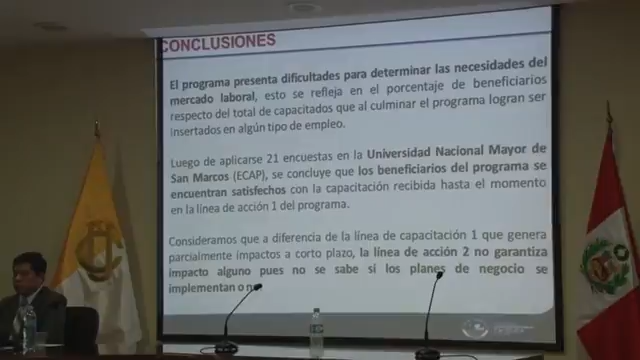 CONCLUSIONES
El programa presenta dificultades para determinar las necesidades del
mercado laboral, esto se refleja en el porcentaje de beneficiarios
respecto del total de capacitados que al culminar el programa logran ser
insertados en algún tipo de empleo.
Luego de aplicarse 21 encuestas en la Universidad Nacional Mayor de
San Marcos (ECAP), se concluye que los beneficiarios del programa se
encuentran satisfechos con la capacitación recibida hasta el momento
en la línea de acción 1 del programa.
Consideramos que a diferencia de la línea de capacitación 1 que genera
parcialmente impactos a corto plazo, la línea de acción 2 no garantiza
impacto alguno pues no se sabe si los planes de negocio se
implementan o no